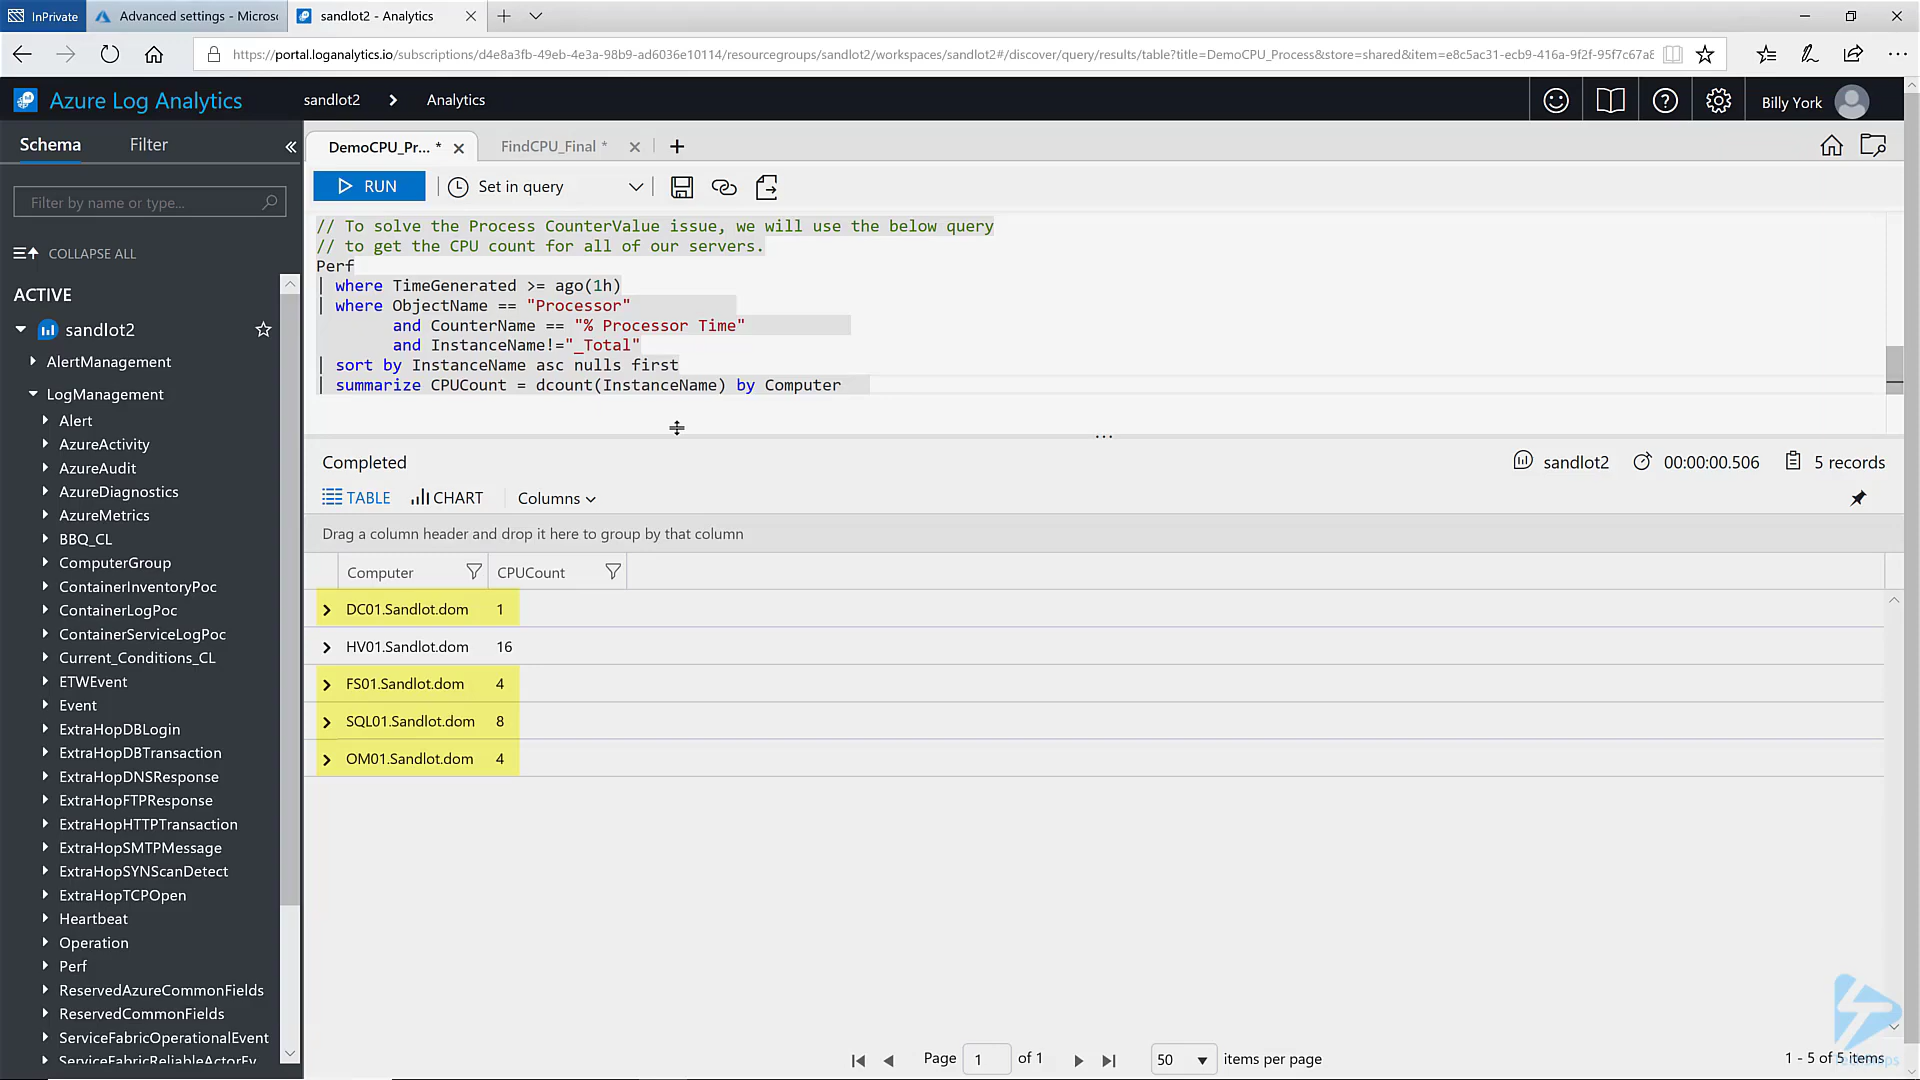 InPrivate
Advanced settings - Micros
sandlot2 - Analytics
https://portal.loganalytics.io/subscriptions/d4e8a3fb-49eb-4e3a-98b9-ad6036e10114/resourcegroups/sandlot2/workspaces/sandlot2#/discover/query/results/table?title=DemoCPU_Process&store=shared&item=e8c5ac31-ecb9-416a-9f2f-95f7c67a8
Azure Log Analytics
sandlot2 > Analytics
Billy York
Schema
Filter
DemoCPU_Pr... *
FindCPU_Final *
RUN
Set in query
Filter by name or type...
COLLAPSE ALL
ACTIVE
sandlot2
AlertManagement
LogManagement
Alert
AzureActivity
AzureAudit
AzureDiagnostics
AzureMetrics
BBQ_CL
ComputerGroup
ContainerInventoryPoc
ContainerLogPoc
ContainerServiceLogPoc
Current_Conditions_CL
ETWEvent
Event
ExtraHopDBLogin
ExtraHopDBTransaction
ExtraHopDNSResponse
ExtraHopFTPResponse
ExtraHopHTTPTransaction
ExtraHopSMTPMessage
ExtraHopSYNScanDetect
ExtraHopTCPOpen
Heartbeat
Operation
Perf
ReservedAzureCommonFields
ReservedCommonFields
ServiceFabricOperationalEvent
ServiceFabricReliableActorEv
// To solve the Process CounterValue issue, we will use the below query
// to get the CPU count for all of our servers.
Perf
| where TimeGenerated >= ago(1h)
| where ObjectName == "Processor"
and CounterName == "% Processor Time"
and InstanceName!="_Total"
| sort by InstanceName asc nulls first
| summarize CPUCount = dcount(InstanceName) by Computer
Completed
sandlot2
00:00:00.506
5 records
TABLE
CHART
Columns
Drag a column header and drop it here to group by that column
Computer CPUCount
DC01.Sandlot.dom 1
HV01.Sandlot.dom 16
FS01.Sandlot.dom 4
SQL01.Sandlot.dom 8
OM01.Sandlot.dom 4
Page 1 of 1
50 items per page
1 - 5 of 5 items